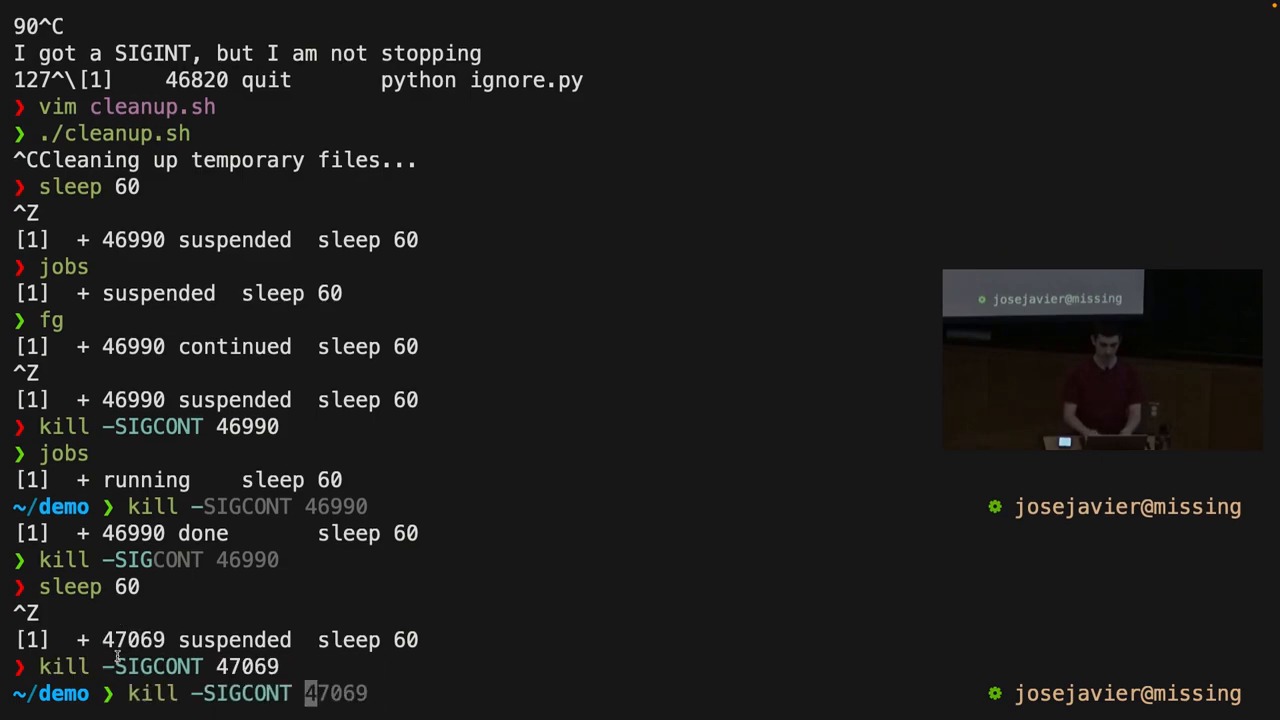 90^C
I got a SIGINT, but I am not stopping
127^\[1]    46820 quit       python ignore.py
❯ vim cleanup.sh
❯ ./cleanup.sh
^CCleaning up temporary files...
❯ sleep 60
^Z
[1]  + 46990 suspended  sleep 60
❯ jobs
[1]  + suspended  sleep 60
❯ fg
[1]  + 46990 continued  sleep 60
^Z
[1]  + 46990 suspended  sleep 60
❯ kill -SIGCONT 46990
❯ jobs
[1]  + running    sleep 60
~/demo ❯ kill -SIGCONT 46990 josejavier@missing
[1]  + 46990 done       sleep 60
❯ kill -SIGCONT 46990
❯ sleep 60
^Z
[1]  + 47069 suspended  sleep 60
❯ kill -SIGCONT 47069
~/demo ❯ kill -SIGCONT 47069 josejavier@missing
josejavier@missing